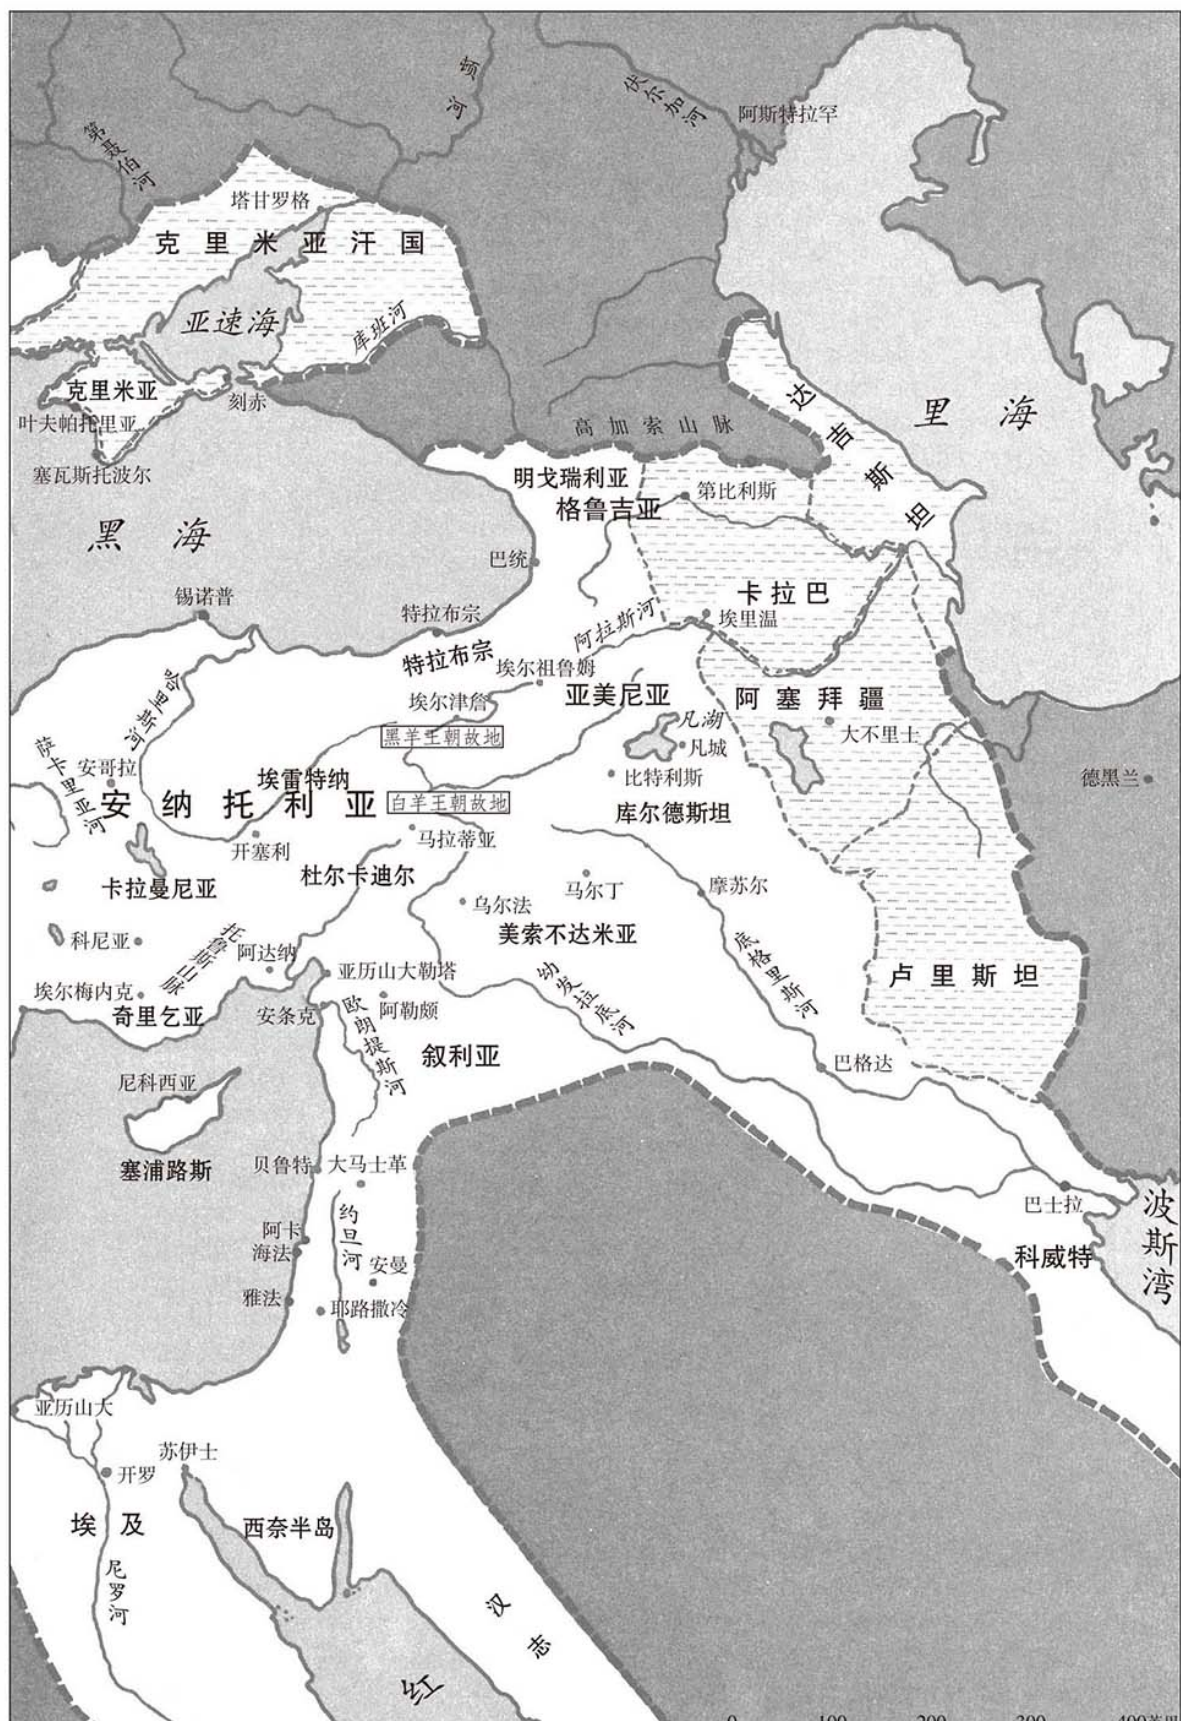 顿河
伏尔加河
阿斯特拉罕
第聂伯河
塔甘罗格
克里米亚汗国
亚速海
库班河
克里米亚
刻赤
叶夫帕托里亚
塞瓦斯托波尔
达吉斯坦
里海
高加索山脉
明戈瑞利亚
格鲁吉亚
第比利斯
黑海
巴统
卡拉巴
锡诺普
特拉布宗
特拉布宗
阿拉斯河
埃里温
哈里斯河
埃尔祖鲁姆
亚美尼亚
阿塞拜疆
埃尔津詹
凡湖
萨卡里亚河
黑羊王朝故地
凡城
大不里士
安哥拉
埃雷特纳
比特利斯
德黑兰
安纳托利亚
白羊王朝故地
库尔德斯坦
开塞利
马拉蒂亚
卡拉曼尼亚
杜尔卡迪尔
马尔丁
摩苏尔
乌尔法
科尼亚
托鲁斯山脉
阿达纳
美索不达米亚
底格里斯河
亚历山大勒塔
幼发拉底河
卢里斯坦
埃尔梅内克
奇里乞亚
安条克
欧朗提斯河
阿勒颇
叙利亚
巴格达
尼科西亚
塞浦路斯
贝鲁特
大马士革
巴士拉
波斯湾
约旦河
阿卡
海法
安曼
科威特
雅法
耶路撒冷
亚历山大
苏伊士
开罗
埃及
西奈半岛
尼罗河
汉志
红
0 100 200 300 400英里